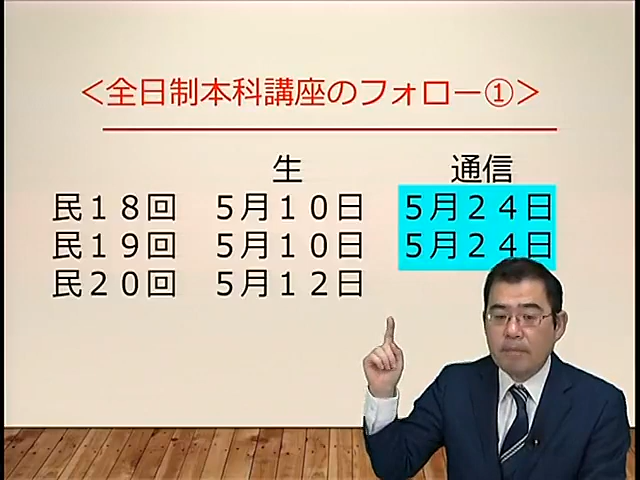 ＜全日制本科講座のフォロー①＞
生　通信
民１８回　５月１０日　５月２４日
民１９回　５月１０日　５月２４日
民２０回　５月１２日